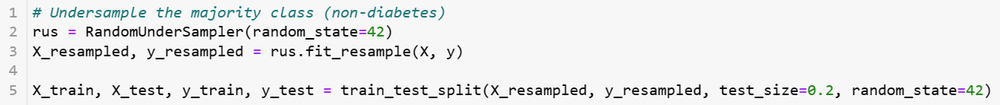 1 # Undersample the majority class (non-diabetes)
2 rus = RandomUnderSampler(random_state=42)
3 X_resampled, y_resampled = rus.fit_resample(X, y)
4
5 X_train, X_test, y_train, y_test = train_test_split(X_resampled, y_resampled, test_size=0.2, random_state=42)